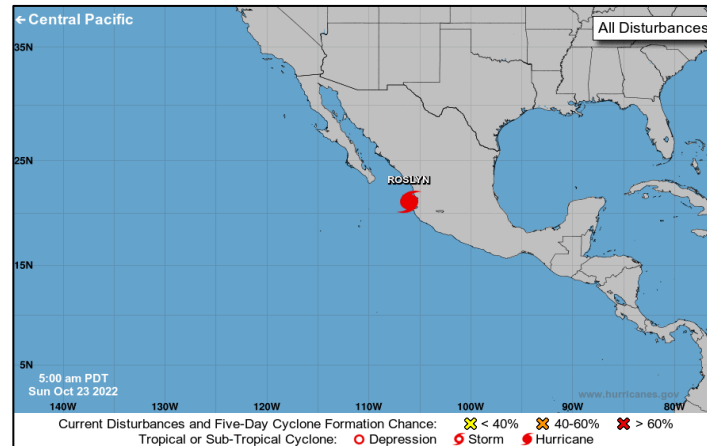 ← Central Pacific
All Disturbances
35N
25N
ROSLYN
15N
5N
5:00 am PDT
Sun Oct 23 2022
www.hurricanes.gov
140W 130W 120W 110W 100W 90W 80W
Current Disturbances and Five-Day Cyclone Formation Chance: < 40% 40-60% > 60%
Tropical or Sub-Tropical Cyclone: Depression Storm Hurricane